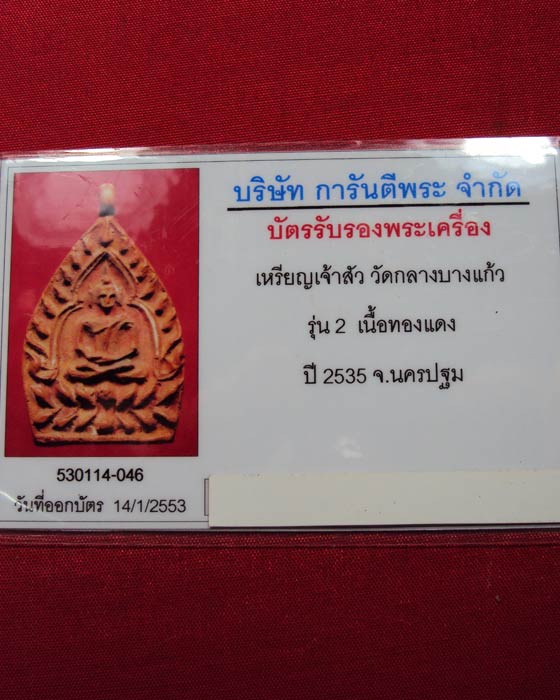 บริษัท การันตีพระ จำกัด
บัตรรับรองพระเครื่อง
เหรียญเจ้าสัว วัดกลางบางแก้ว
รุ่น 2 เนื้อทองแดง
ปี 2535 จ.นครปฐม
530114-046
วันที่ออกบัตร 14/1/2553